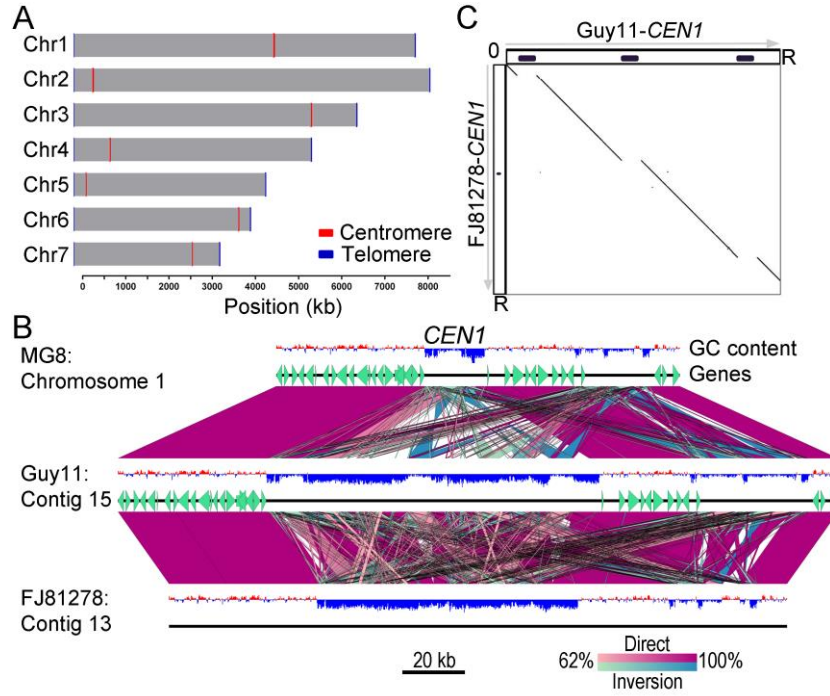 A
Chr1
Chr2
Chr3
Chr4
Chr5
Chr6
Chr7
Centromere
Telomere
0 1000 2000 3000 4000 5000 6000 7000 8000
Position (kb)
C
Guy11-CEN1
0
R
FJ81278-CEN1
R
B
CEN1
MG8:
Chromosome 1
GC content
Genes
Guy11:
Contig 15
FJ81278:
Contig 13
20 kb
Direct
62% 100%
Inversion